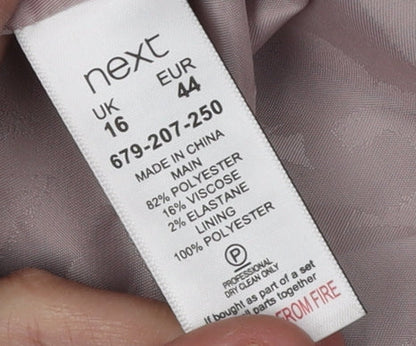 next
UK EUR
16 44
679-207-250
MADE IN CHINA
MAIN
82% POLYESTER
16% VISCOSE
2% ELASTANE
LINING
100% POLYESTER
P
PROFESSIONAL
DRY CLEAN ONLY
If bought as part of a set
all parts together
FROM FIRE